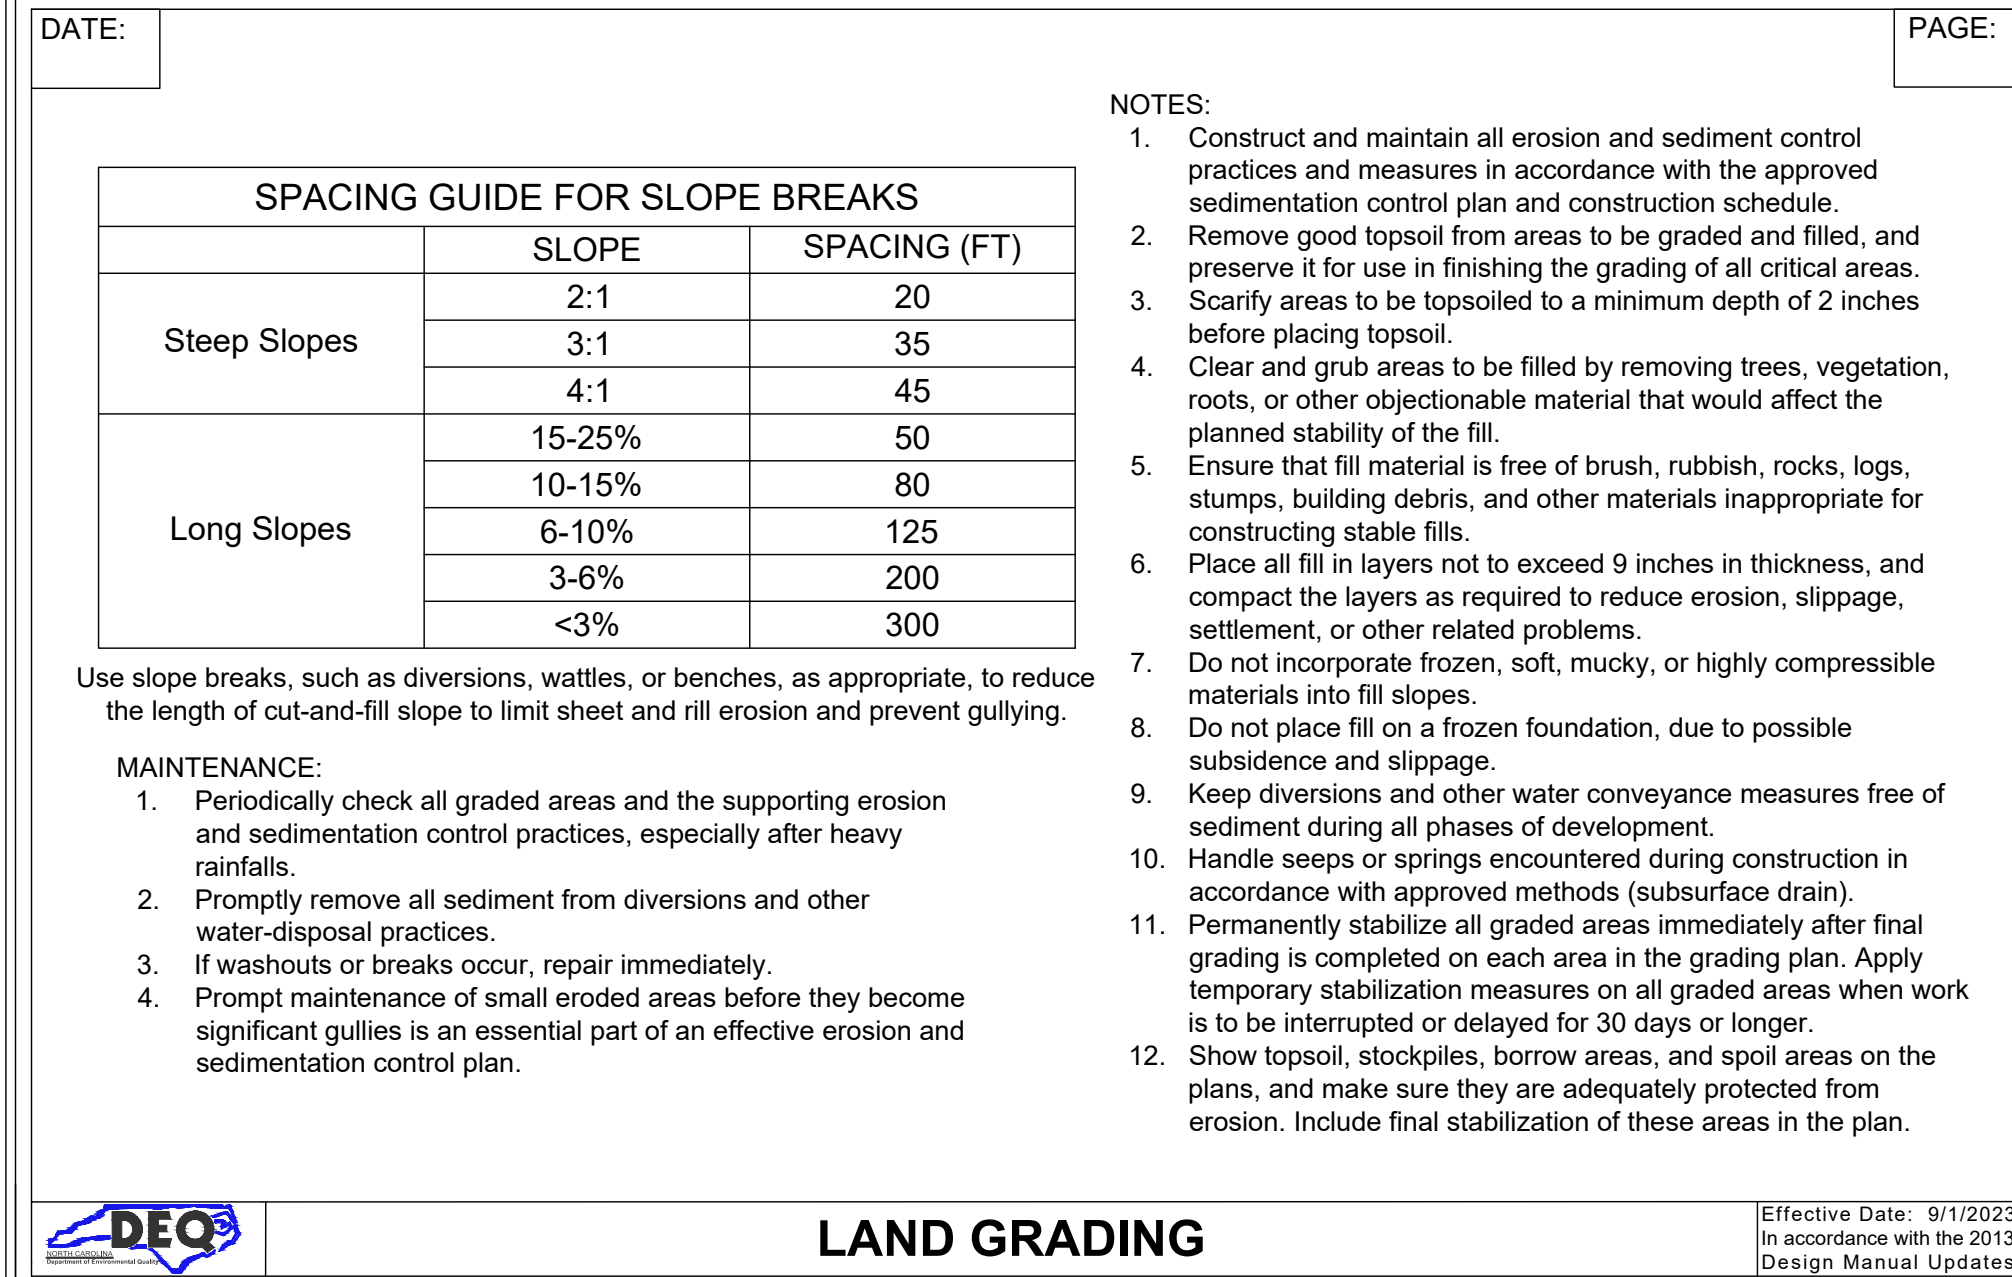 DATE:
PAGE:
SPACING GUIDE FOR SLOPE BREAKS
SLOPE SPACING (FT)
Steep Slopes
2:1 20
3:1 35
4:1 45
Long Slopes
15-25% 50
10-15% 80
6-10% 125
3-6% 200
<3% 300
Use slope breaks, such as diversions, wattles, or benches, as appropriate, to reduce
the length of cut-and-fill slope to limit sheet and rill erosion and prevent gullying.
MAINTENANCE:
1. Periodically check all graded areas and the supporting erosion
and sedimentation control practices, especially after heavy
rainfalls.
2. Promptly remove all sediment from diversions and other
water-disposal practices.
3. If washouts or breaks occur, repair immediately.
4. Prompt maintenance of small eroded areas before they become
significant gullies is an essential part of an effective erosion and
sedimentation control plan.
NOTES:
1. Construct and maintain all erosion and sediment control
practices and measures in accordance with the approved
sedimentation control plan and construction schedule.
2. Remove good topsoil from areas to be graded and filled, and
preserve it for use in finishing the grading of all critical areas.
3. Scarify areas to be topsoiled to a minimum depth of 2 inches
before placing topsoil.
4. Clear and grub areas to be filled by removing trees, vegetation,
roots, or other objectionable material that would affect the
planned stability of the fill.
5. Ensure that fill material is free of brush, rubbish, rocks, logs,
stumps, building debris, and other materials inappropriate for
constructing stable fills.
6. Place all fill in layers not to exceed 9 inches in thickness, and
compact the layers as required to reduce erosion, slippage,
settlement, or other related problems.
7. Do not incorporate frozen, soft, mucky, or highly compressible
materials into fill slopes.
8. Do not place fill on a frozen foundation, due to possible
subsidence and slippage.
9. Keep diversions and other water conveyance measures free of
sediment during all phases of development.
10. Handle seeps or springs encountered during construction in
accordance with approved methods (subsurface drain).
11. Permanently stabilize all graded areas immediately after final
grading is completed on each area in the grading plan. Apply
temporary stabilization measures on all graded areas when work
is to be interrupted or delayed for 30 days or longer.
12. Show topsoil, stockpiles, borrow areas, and spoil areas on the
plans, and make sure they are adequately protected from
erosion. Include final stabilization of these areas in the plan.
DEQ
NORTH CAROLINA
Department of Environmental Quality
LAND GRADING
Effective Date: 9/1/2023
In accordance with the 2013
Design Manual Updates